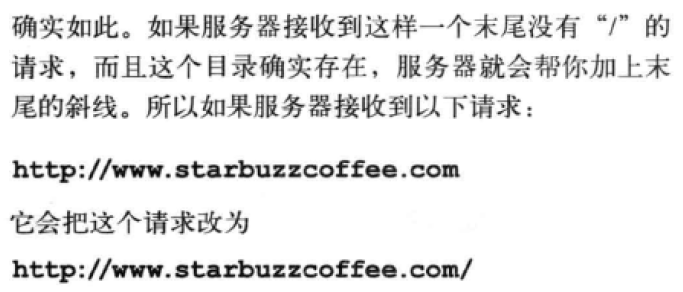 确实如此。如果服务器接收到这样一个末尾没有“/”的
请求，而且这个目录确实存在，服务器就会帮你加上末
尾的斜线。所以如果服务器接收到以下请求：
http://www.starbuzzcoffee.com
它会把这个请求改为
http://www.starbuzzcoffee.com/